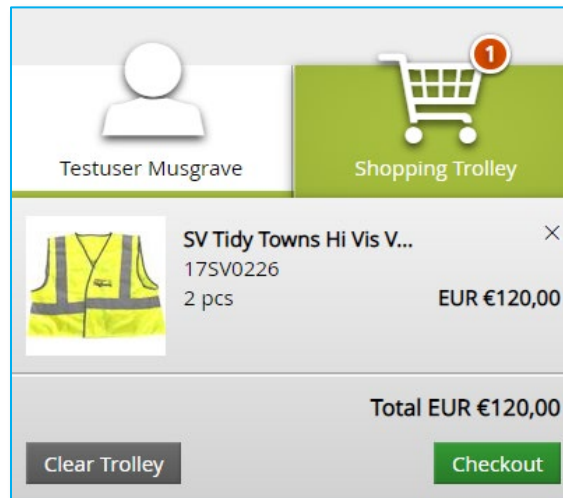 1
Testuser Musgrave
Shopping Trolley
SV Tidy Towns Hi Vis V...
17SV0226
2 pcs
EUR €120,00
Total EUR €120,00
Clear Trolley
Checkout